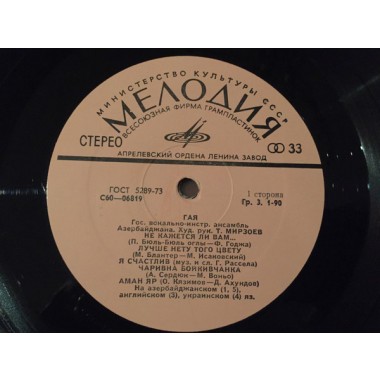 МИНИСТЕРСТВО КУЛЬТУРЫ СССР
МЕЛОДИЯ
ВСЕСОЮЗНАЯ ФИРМА ГРАМПЛАСТИНОК
СТЕРЕО
33
АПРЕЛЕВСКИЙ ОРДЕНА ЛЕНИНА ЗАВОД
ГОСТ 5289-73
С60—06819
1 сторона
Гр. 3. 1-90
ГАЯ
Гос. вокально-инстр. ансамбль
Азербайджана. Худ. рук. Т. МИРЗОЕВ
НЕ КАЖЕТСЯ ЛИ ВАМ...
(П. Бюль-Бюль оглы—Ф. Годжа)
ЛУЧШЕ НЕТУ ТОГО ЦВЕТУ
(М. Блантер—М. Исаковский)
Я СЧАСТЛИВ (муз. и сл. Г. Рассела)
ЧАРИВНА БОЙКИВЧАНКА
(А. Сердюк—М. Воньо)
АМАН ЯР (О. Кязимов—Д. Ахундов)
На азербайджанском (1, 5),
английском (3), украинском (4) яз.